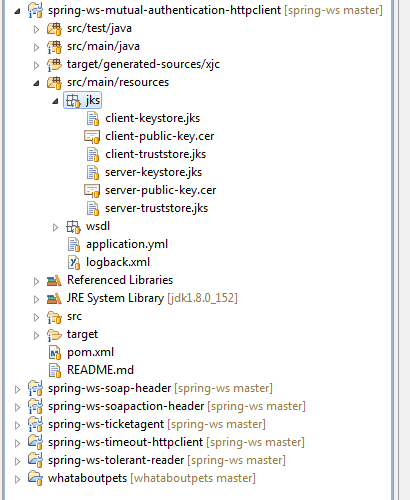 spring-ws-mutual-authentication-httpclient [spring-ws master]
src/test/java
src/main/java
target/generated-sources/xjc
src/main/resources
jks
client-keystore.jks
client-public-key.cer
client-truststore.jks
server-keystore.jks
server-public-key.cer
server-truststore.jks
wsdl
application.yml
logback.xml
Referenced Libraries
JRE System Library [jdk1.8.0_152]
src
target
pom.xml
README.md
spring-ws-soap-header [spring-ws master]
spring-ws-soapaction-header [spring-ws master]
spring-ws-ticketagent [spring-ws master]
spring-ws-timeout-httpclient [spring-ws master]
spring-ws-tolerant-reader [spring-ws master]
whataboutpets [whataboutpets master]